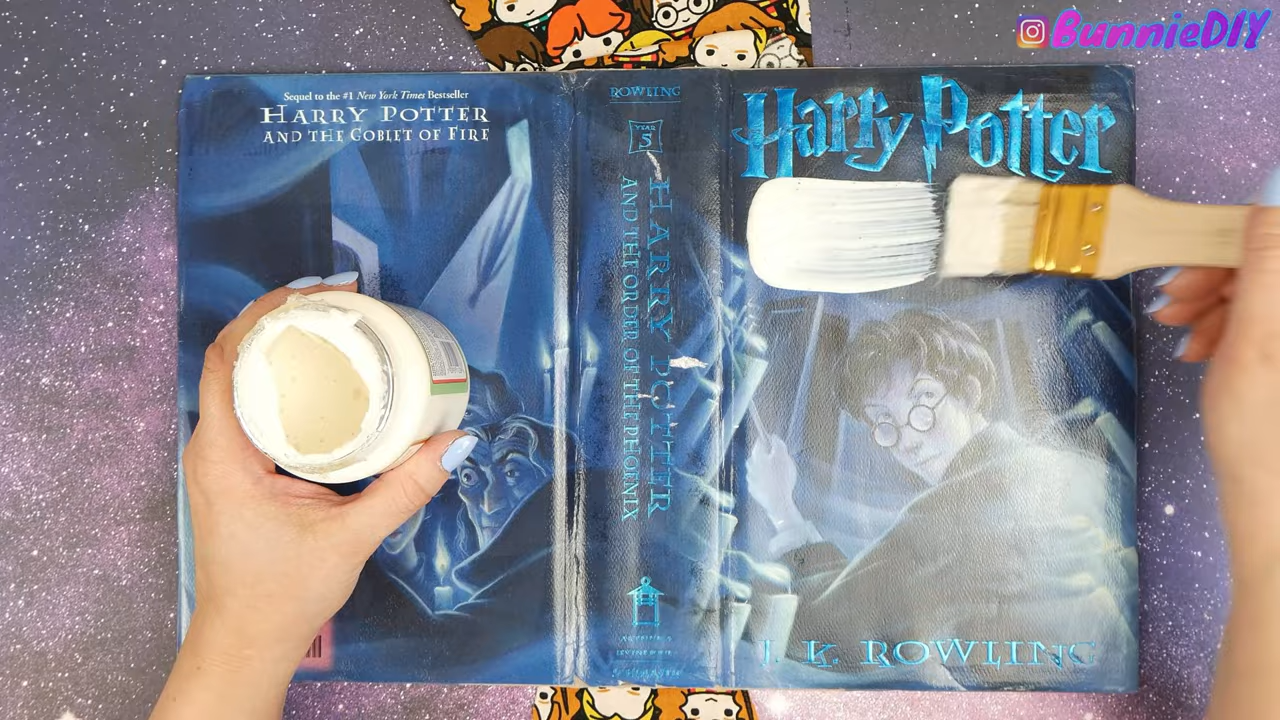 BunnieDIY
Sequel to the #1 New York Times Bestseller
HARRY POTTER
AND THE GOBLET OF FIRE
ROWLING
YEAR
5
HARRY POTTER
AND THE ORDER OF THE PHOENIX
Harry Potter
J. K. ROWLING